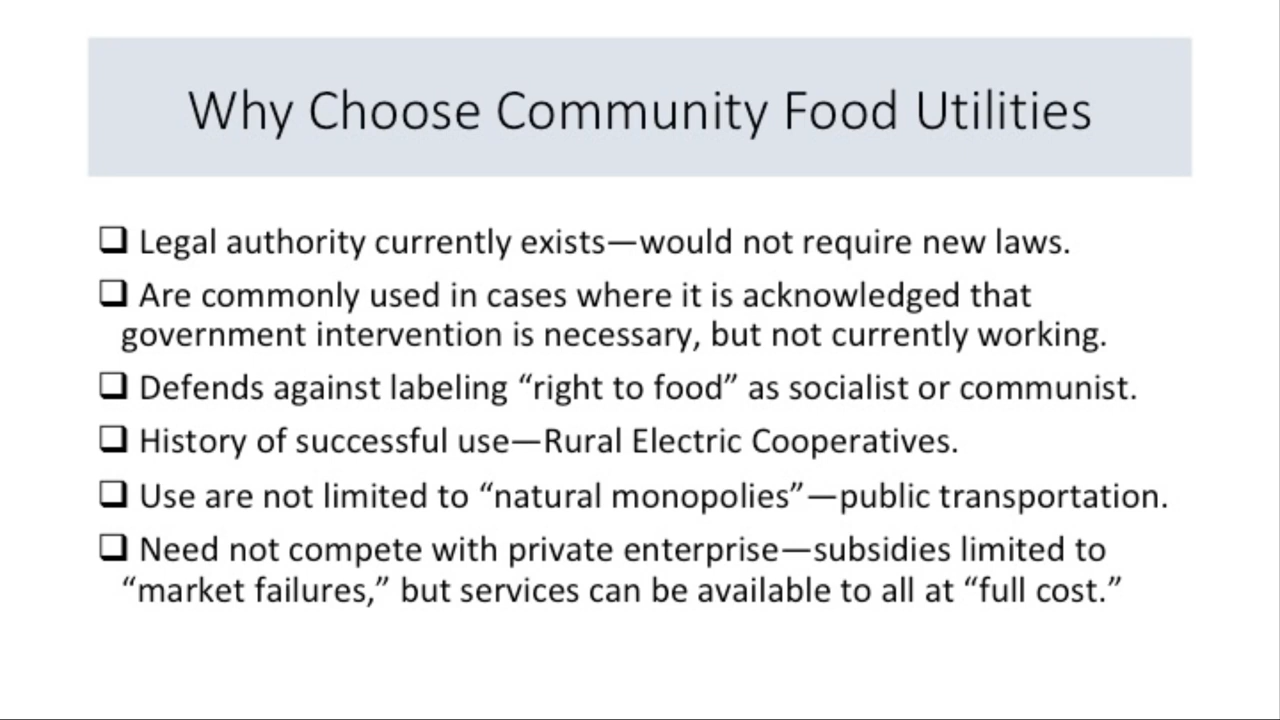 Why Choose Community Food Utilities
❑ Legal authority currently exists—would not require new laws.
❑ Are commonly used in cases where it is acknowledged that
government intervention is necessary, but not currently working.
❑ Defends against labeling “right to food” as socialist or communist.
❑ History of successful use—Rural Electric Cooperatives.
❑ Use are not limited to “natural monopolies”—public transportation.
❑ Need not compete with private enterprise—subsidies limited to
“market failures,” but services can be available to all at “full cost.”